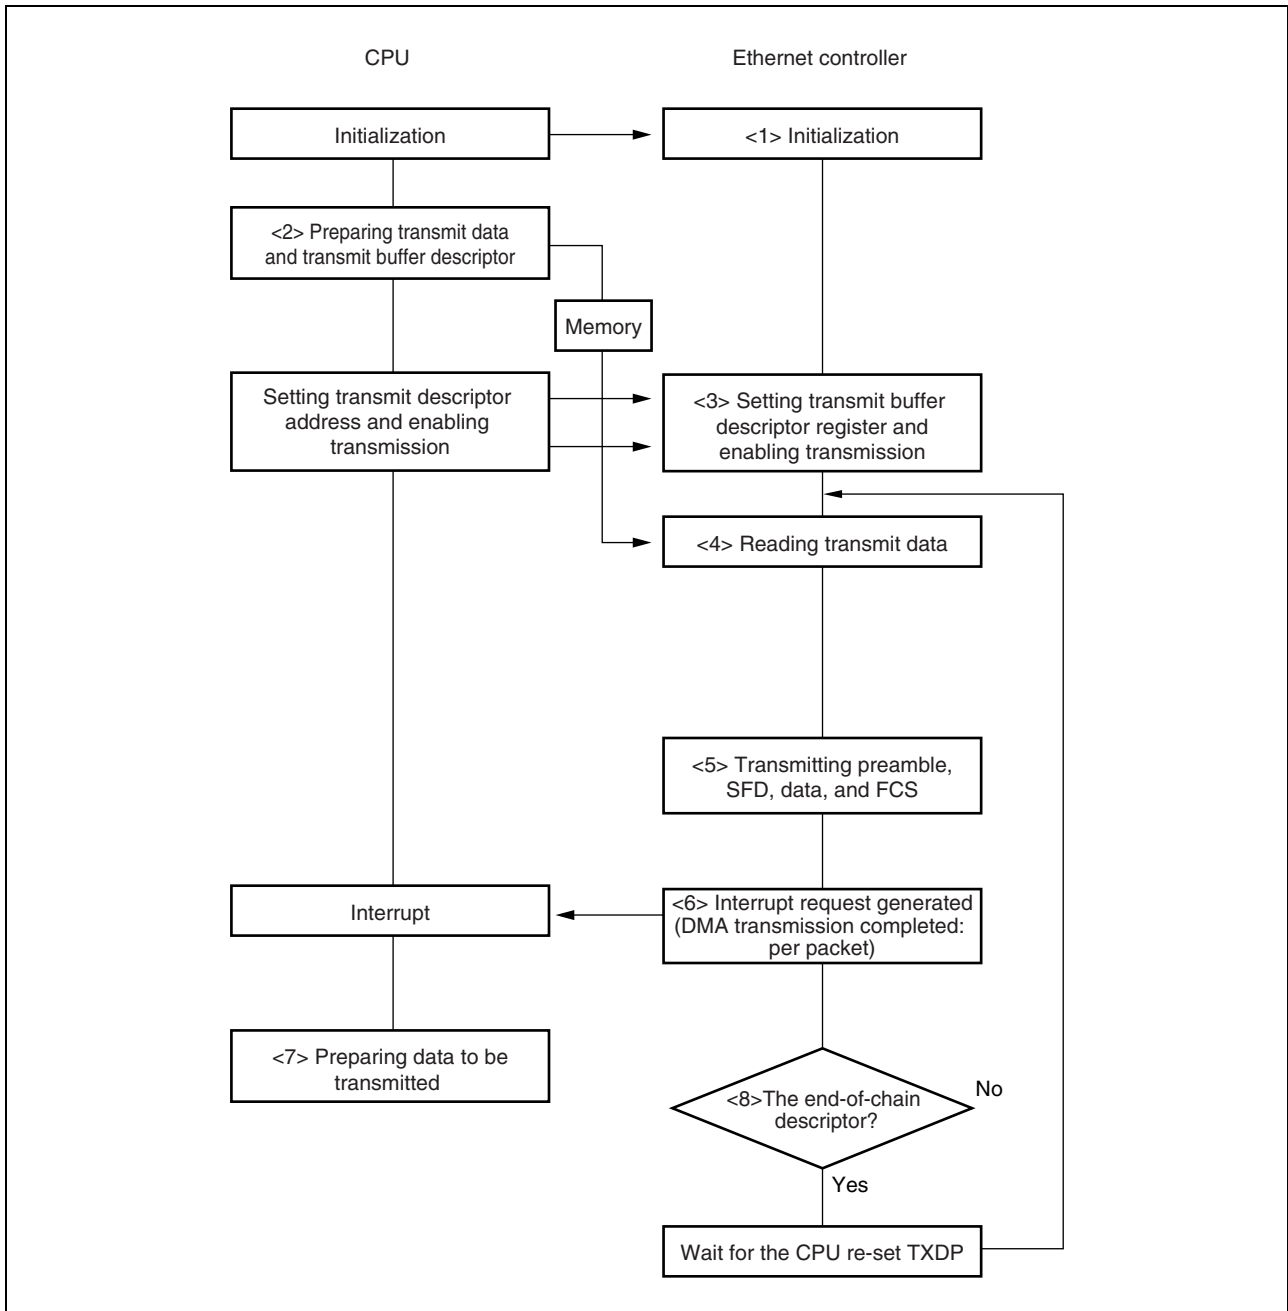 CPU
Ethernet controller
Initialization
<1> Initialization
<2> Preparing transmit data
and transmit buffer descriptor
Memory
Setting transmit descriptor
address and enabling
transmission
<3> Setting transmit buffer
descriptor register and
enabling transmission
<4> Reading transmit data
<5> Transmitting preamble,
SFD, data, and FCS
Interrupt
<6> Interrupt request generated
(DMA transmission completed:
per packet)
<7> Preparing data to be
transmitted
<8>The end-of-chain
descriptor?
No
Yes
Wait for the CPU re-set TXDP